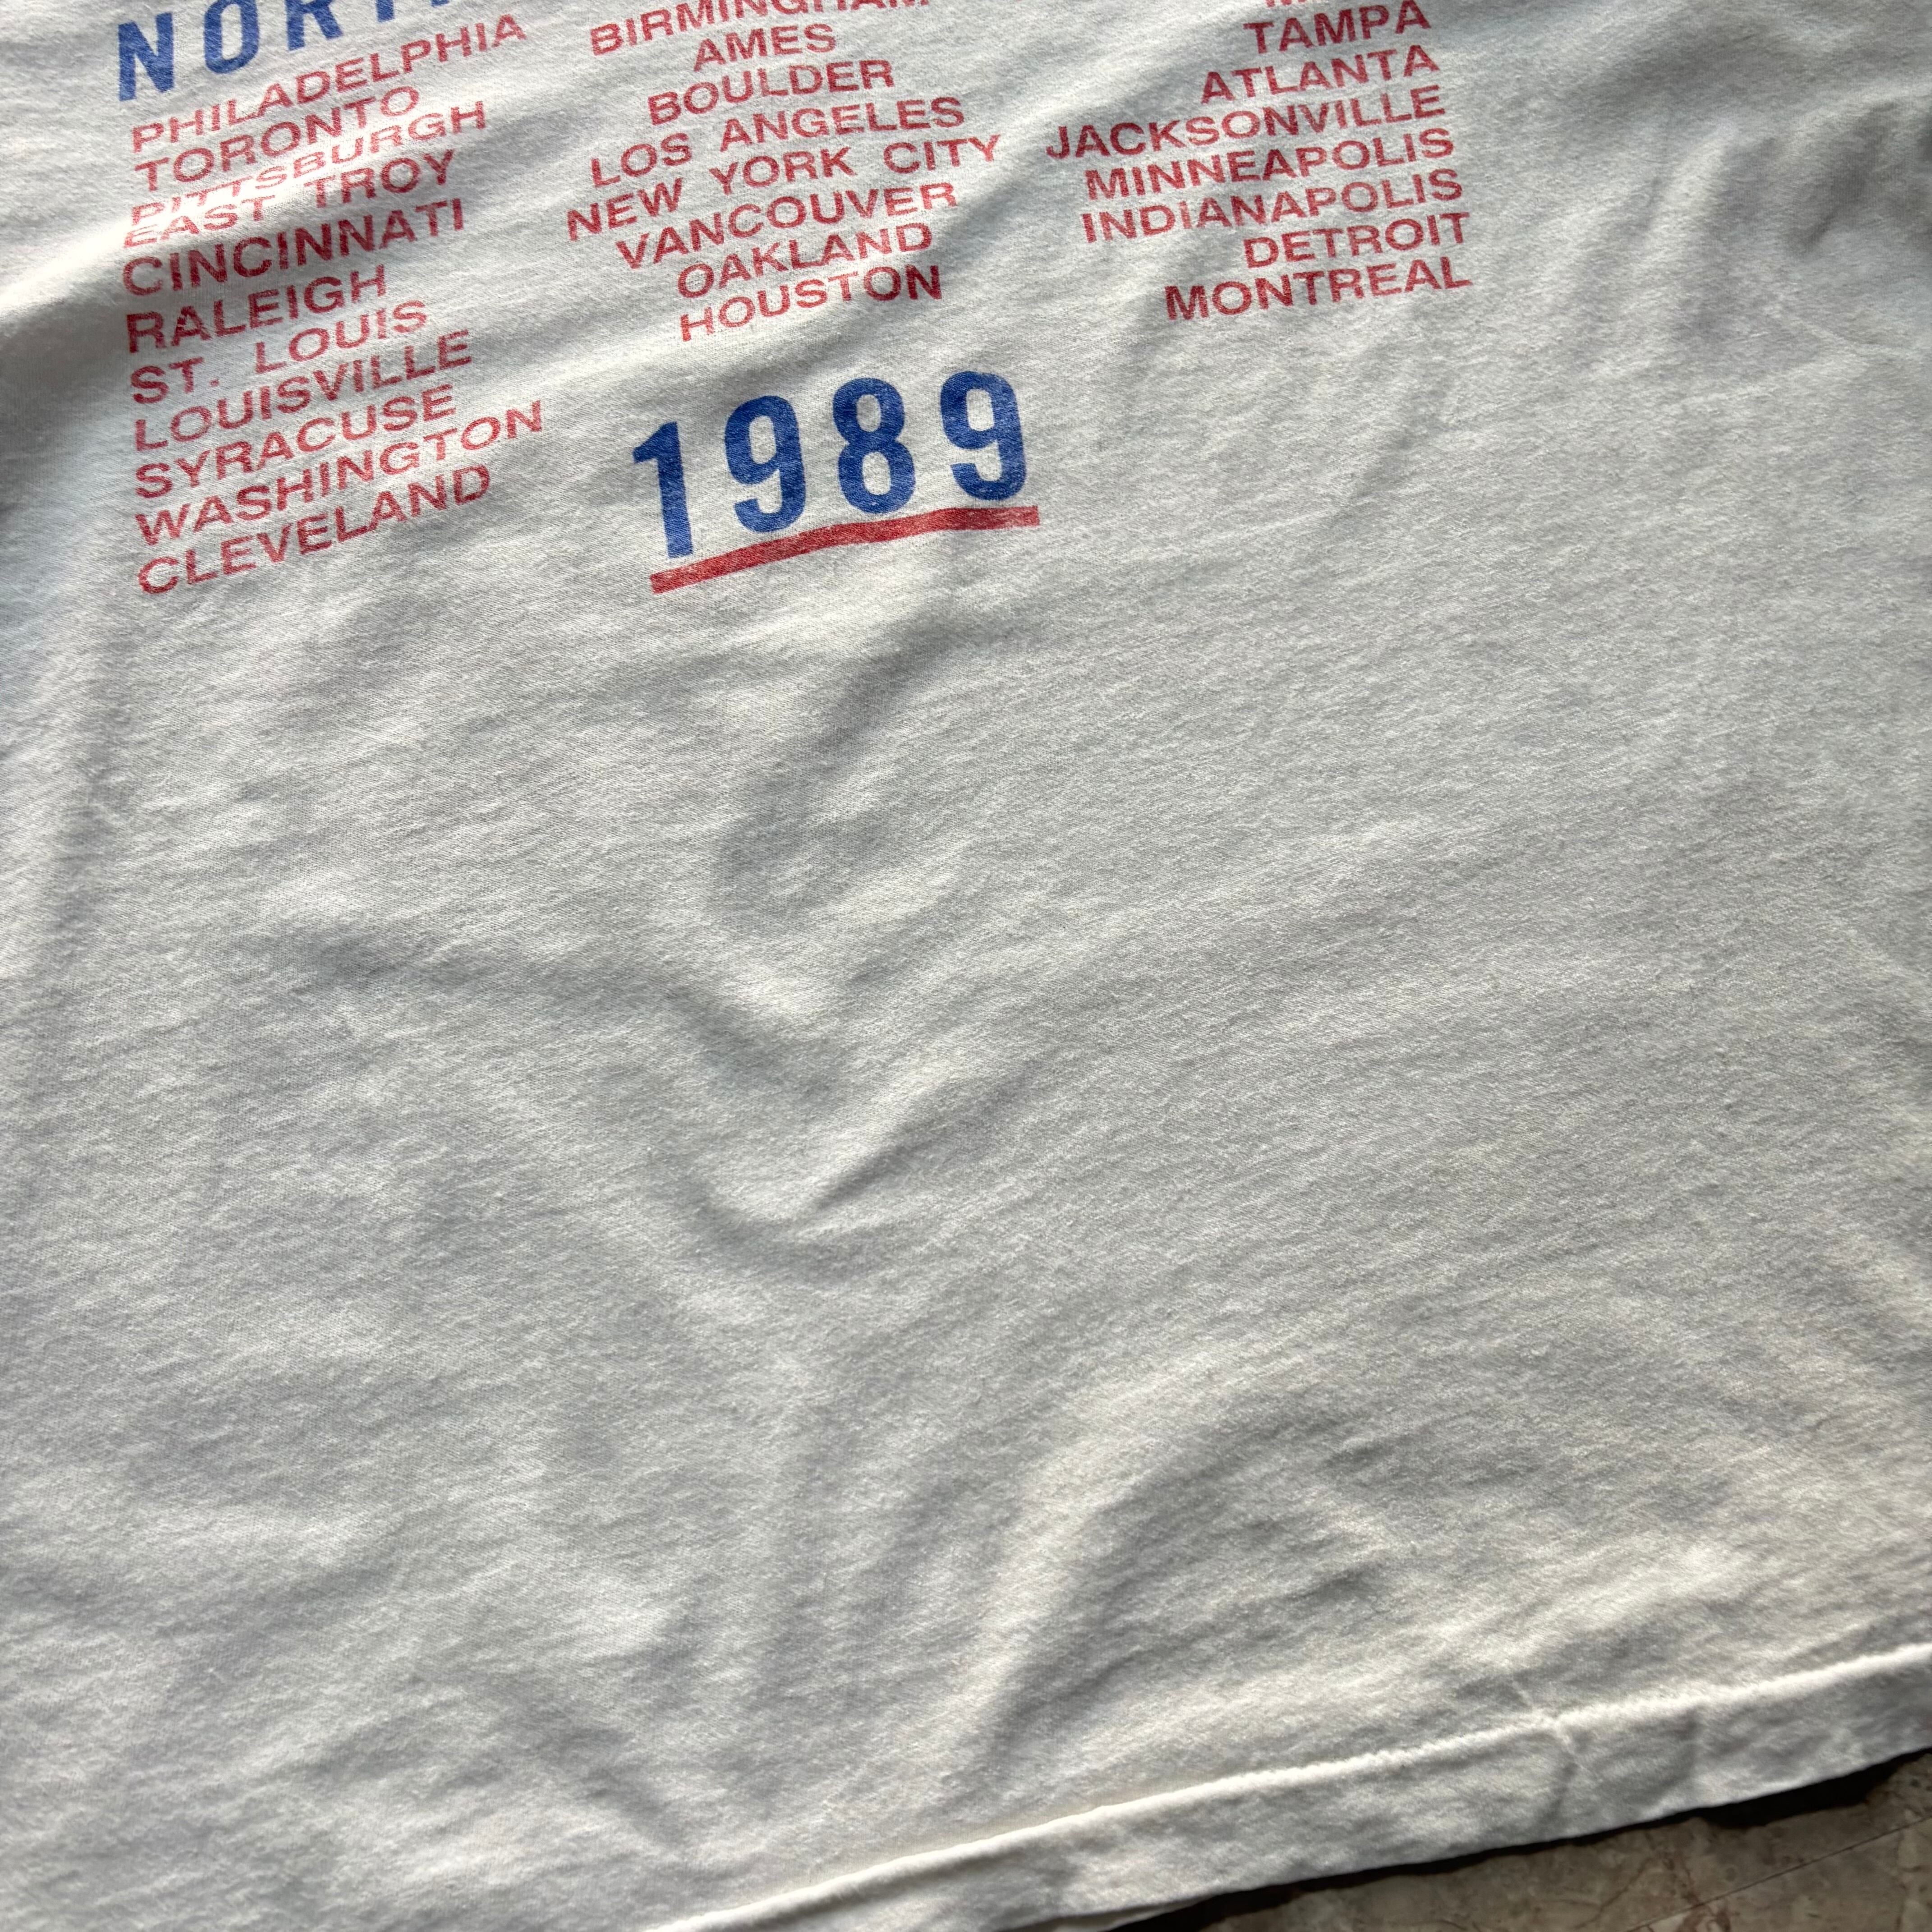 NORT
PHILADELPHIA
TORONTO
PITTSBURGH
EAST TROY
CINCINNATI
RALEIGH
ST. LOUIS
LOUISVILLE
SYRACUSE
WASHINGTON
CLEVELAND
BIRMINGHAM
AMES
BOULDER
LOS ANGELES
NEW YORK CITY
VANCOUVER
OAKLAND
HOUSTON
TAMPA
ATLANTA
JACKSONVILLE
MINNEAPOLIS
INDIANAPOLIS
DETROIT
MONTREAL
1989